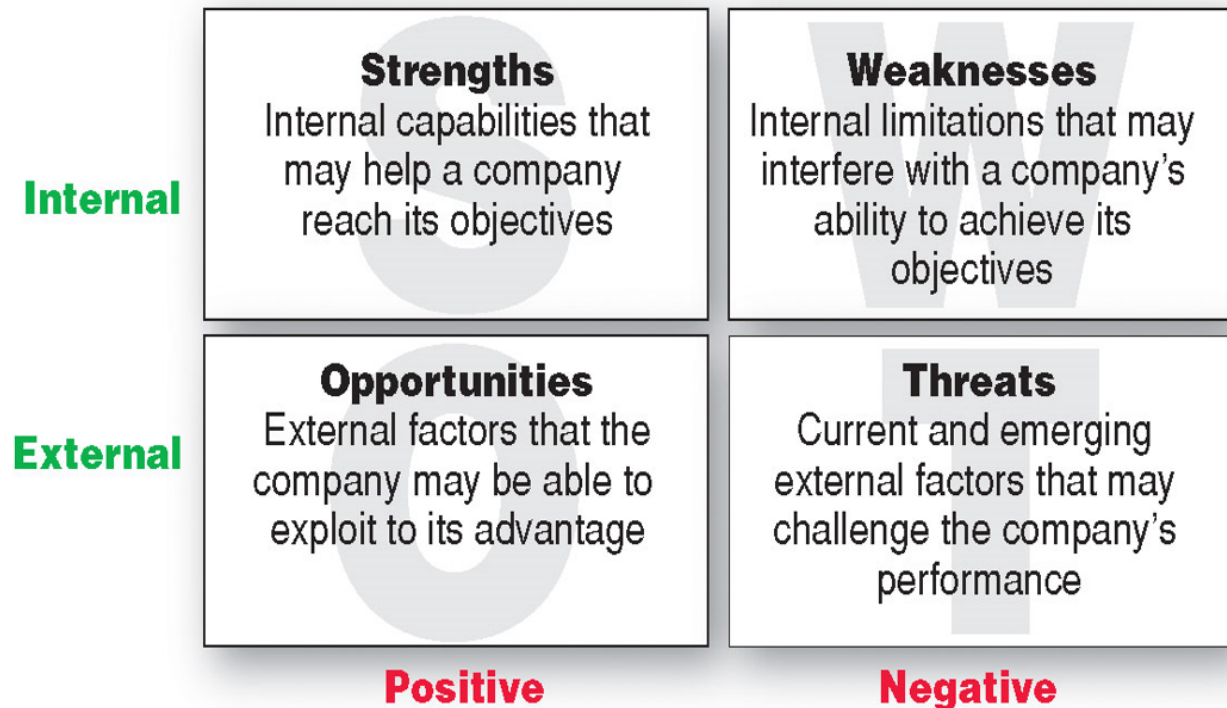 Strengths
Internal capabilities that
may help a company
reach its objectives
Weaknesses
Internal limitations that may
interfere with a company's
ability to achieve its
objectives
Internal
Opportunities
External factors that the
company may be able to
exploit to its advantage
Threats
Current and emerging
external factors that may
challenge the company's
performance
External
Positive
Negative
S
W
O
T